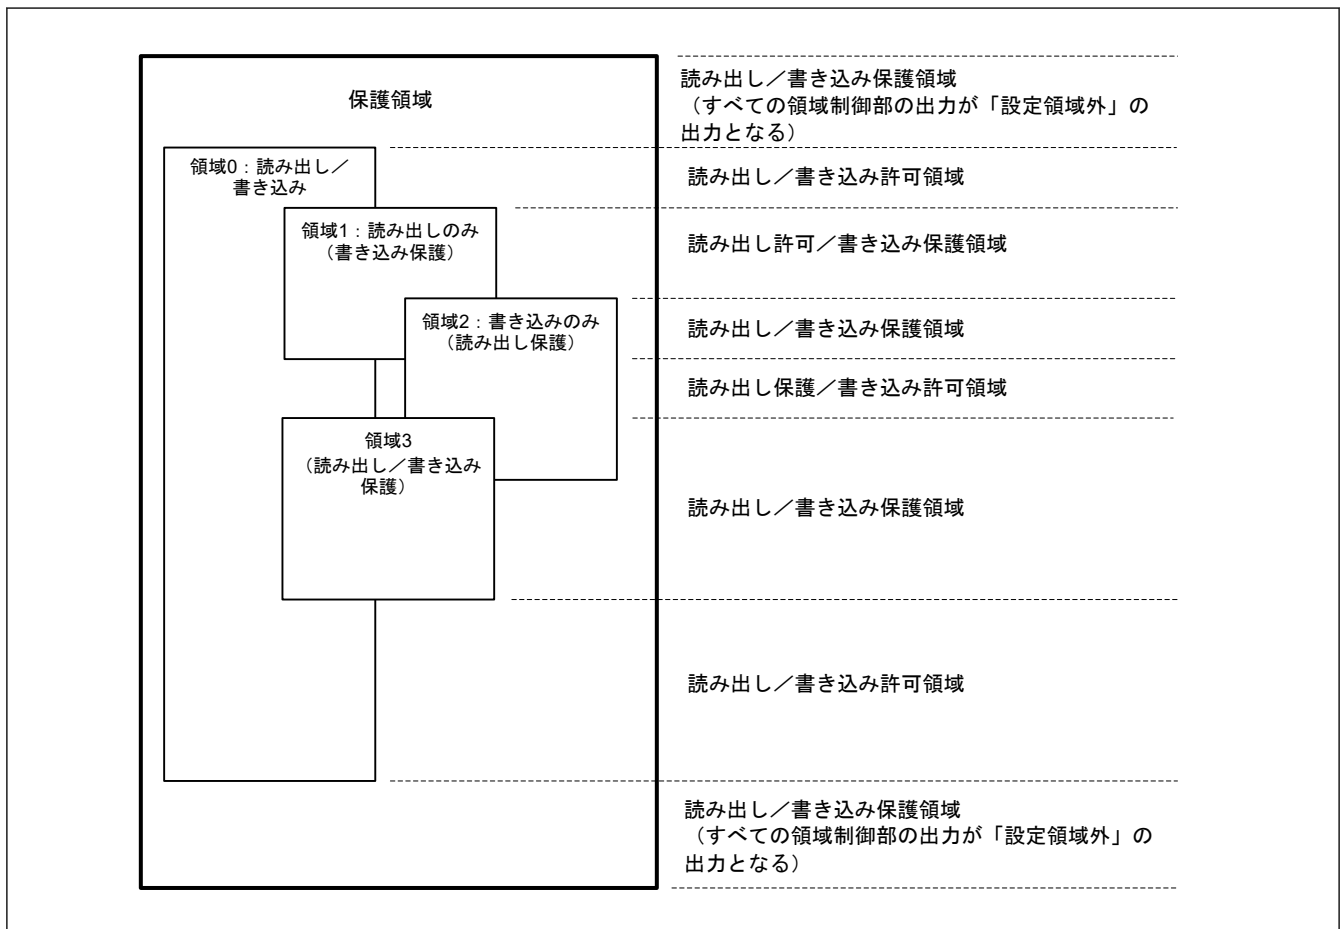 保護領域
領域0：読み出し／
書き込み
領域1：読み出しのみ
（書き込み保護）
領域2：書き込みのみ
（読み出し保護）
領域3
（読み出し／書き込み
保護）
読み出し／書き込み保護領域
（すべての領域制御部の出力が「設定領域外」の
出力となる）
読み出し／書き込み許可領域
読み出し許可／書き込み保護領域
読み出し／書き込み保護領域
読み出し保護／書き込み許可領域
読み出し／書き込み保護領域
読み出し／書き込み許可領域
読み出し／書き込み保護領域
（すべての領域制御部の出力が「設定領域外」の
出力となる）